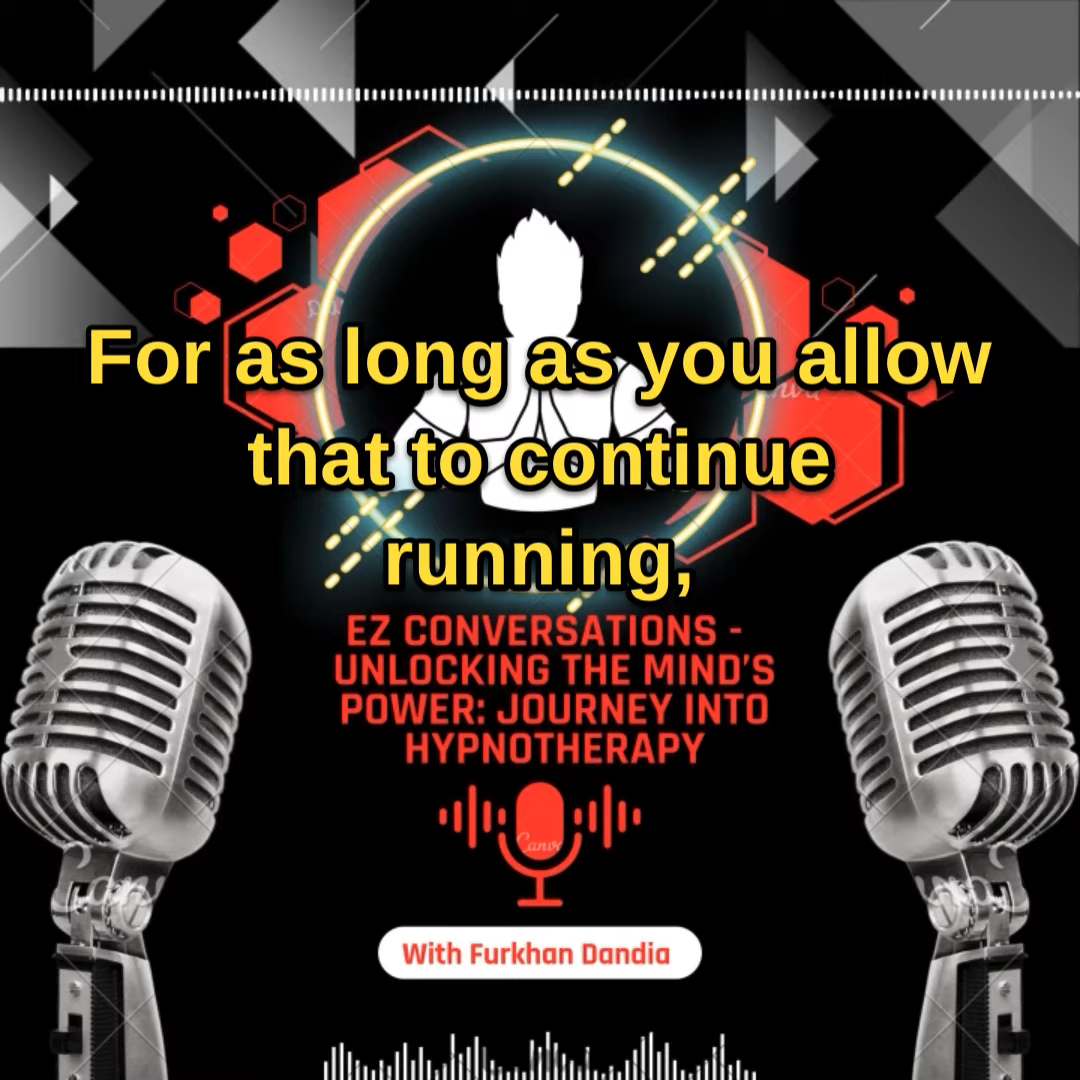 For as long as you allow
that to continue
running,
EZ CONVERSATIONS -
UNLOCKING THE MIND'S
POWER: JOURNEY INTO
HYPNOTHERAPY
Canva
With Furkhan Dandia